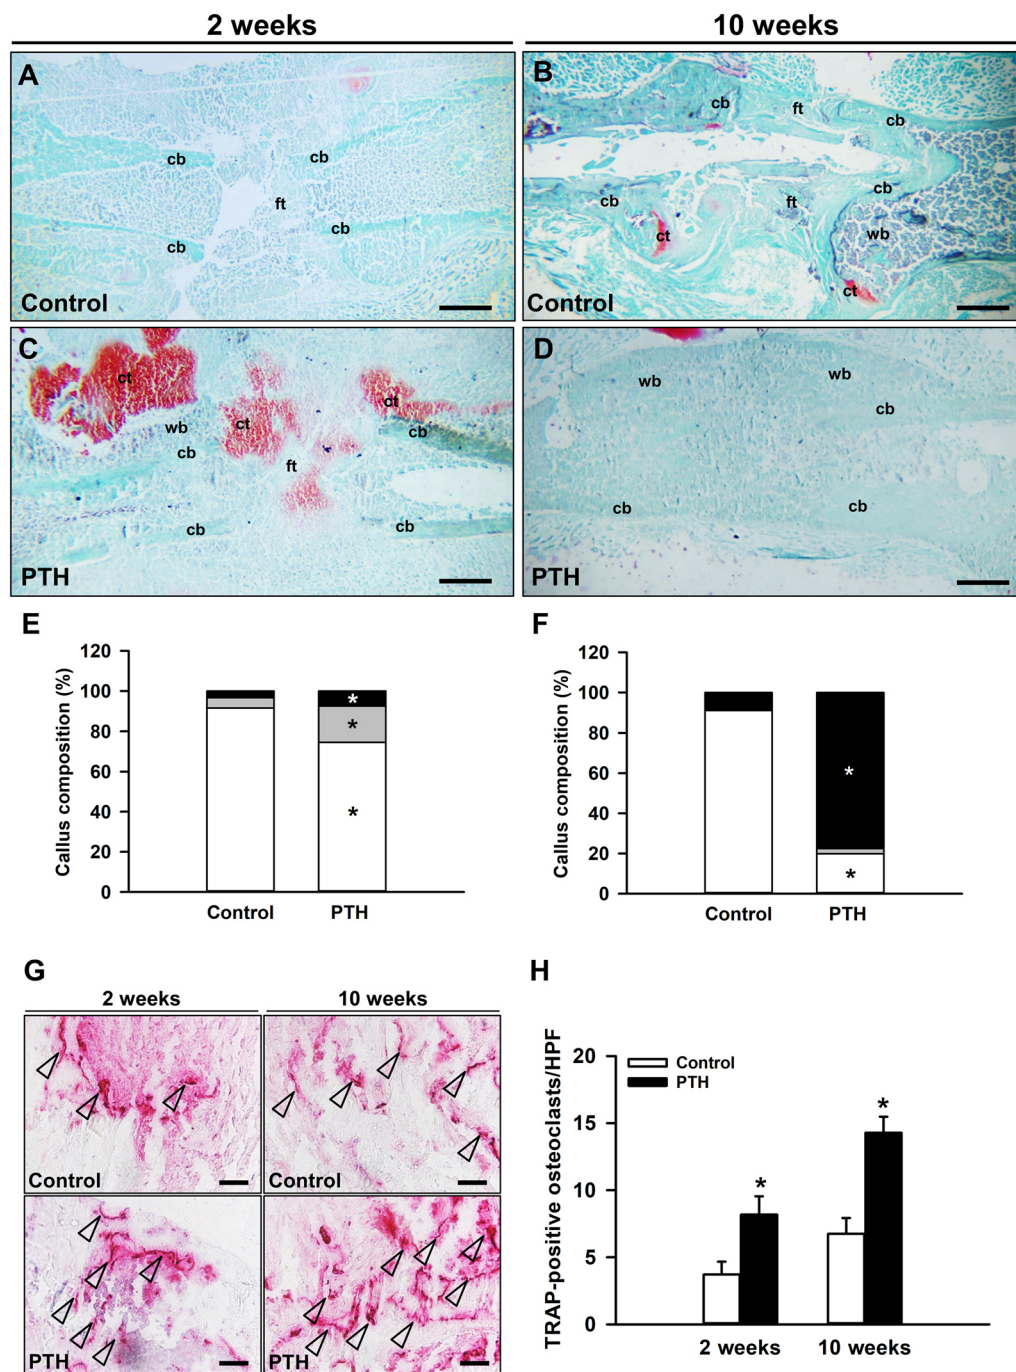 2 weeks
10 weeks
A
cb
cb
ft
cb
cb
Control
B
cb
ft
cb
cb
cb
ft
wb
ct
ct
Control
C
ct
ct
ct
wb
cb
cb
ft
cb
cb
PTH
D
wb
wb
cb
cb
cb
PTH
E
Callus composition (%)
120
100
80
60
40
20
0
*
*
*
Control
PTH
F
Callus composition (%)
120
100
80
60
40
20
0
*
*
Control
PTH
G
2 weeks
10 weeks
Control
Control
PTH
PTH
H
TRAP-positive osteoclasts/HPF
20
15
10
5
0
Control
PTH
*
*
2 weeks
10 weeks